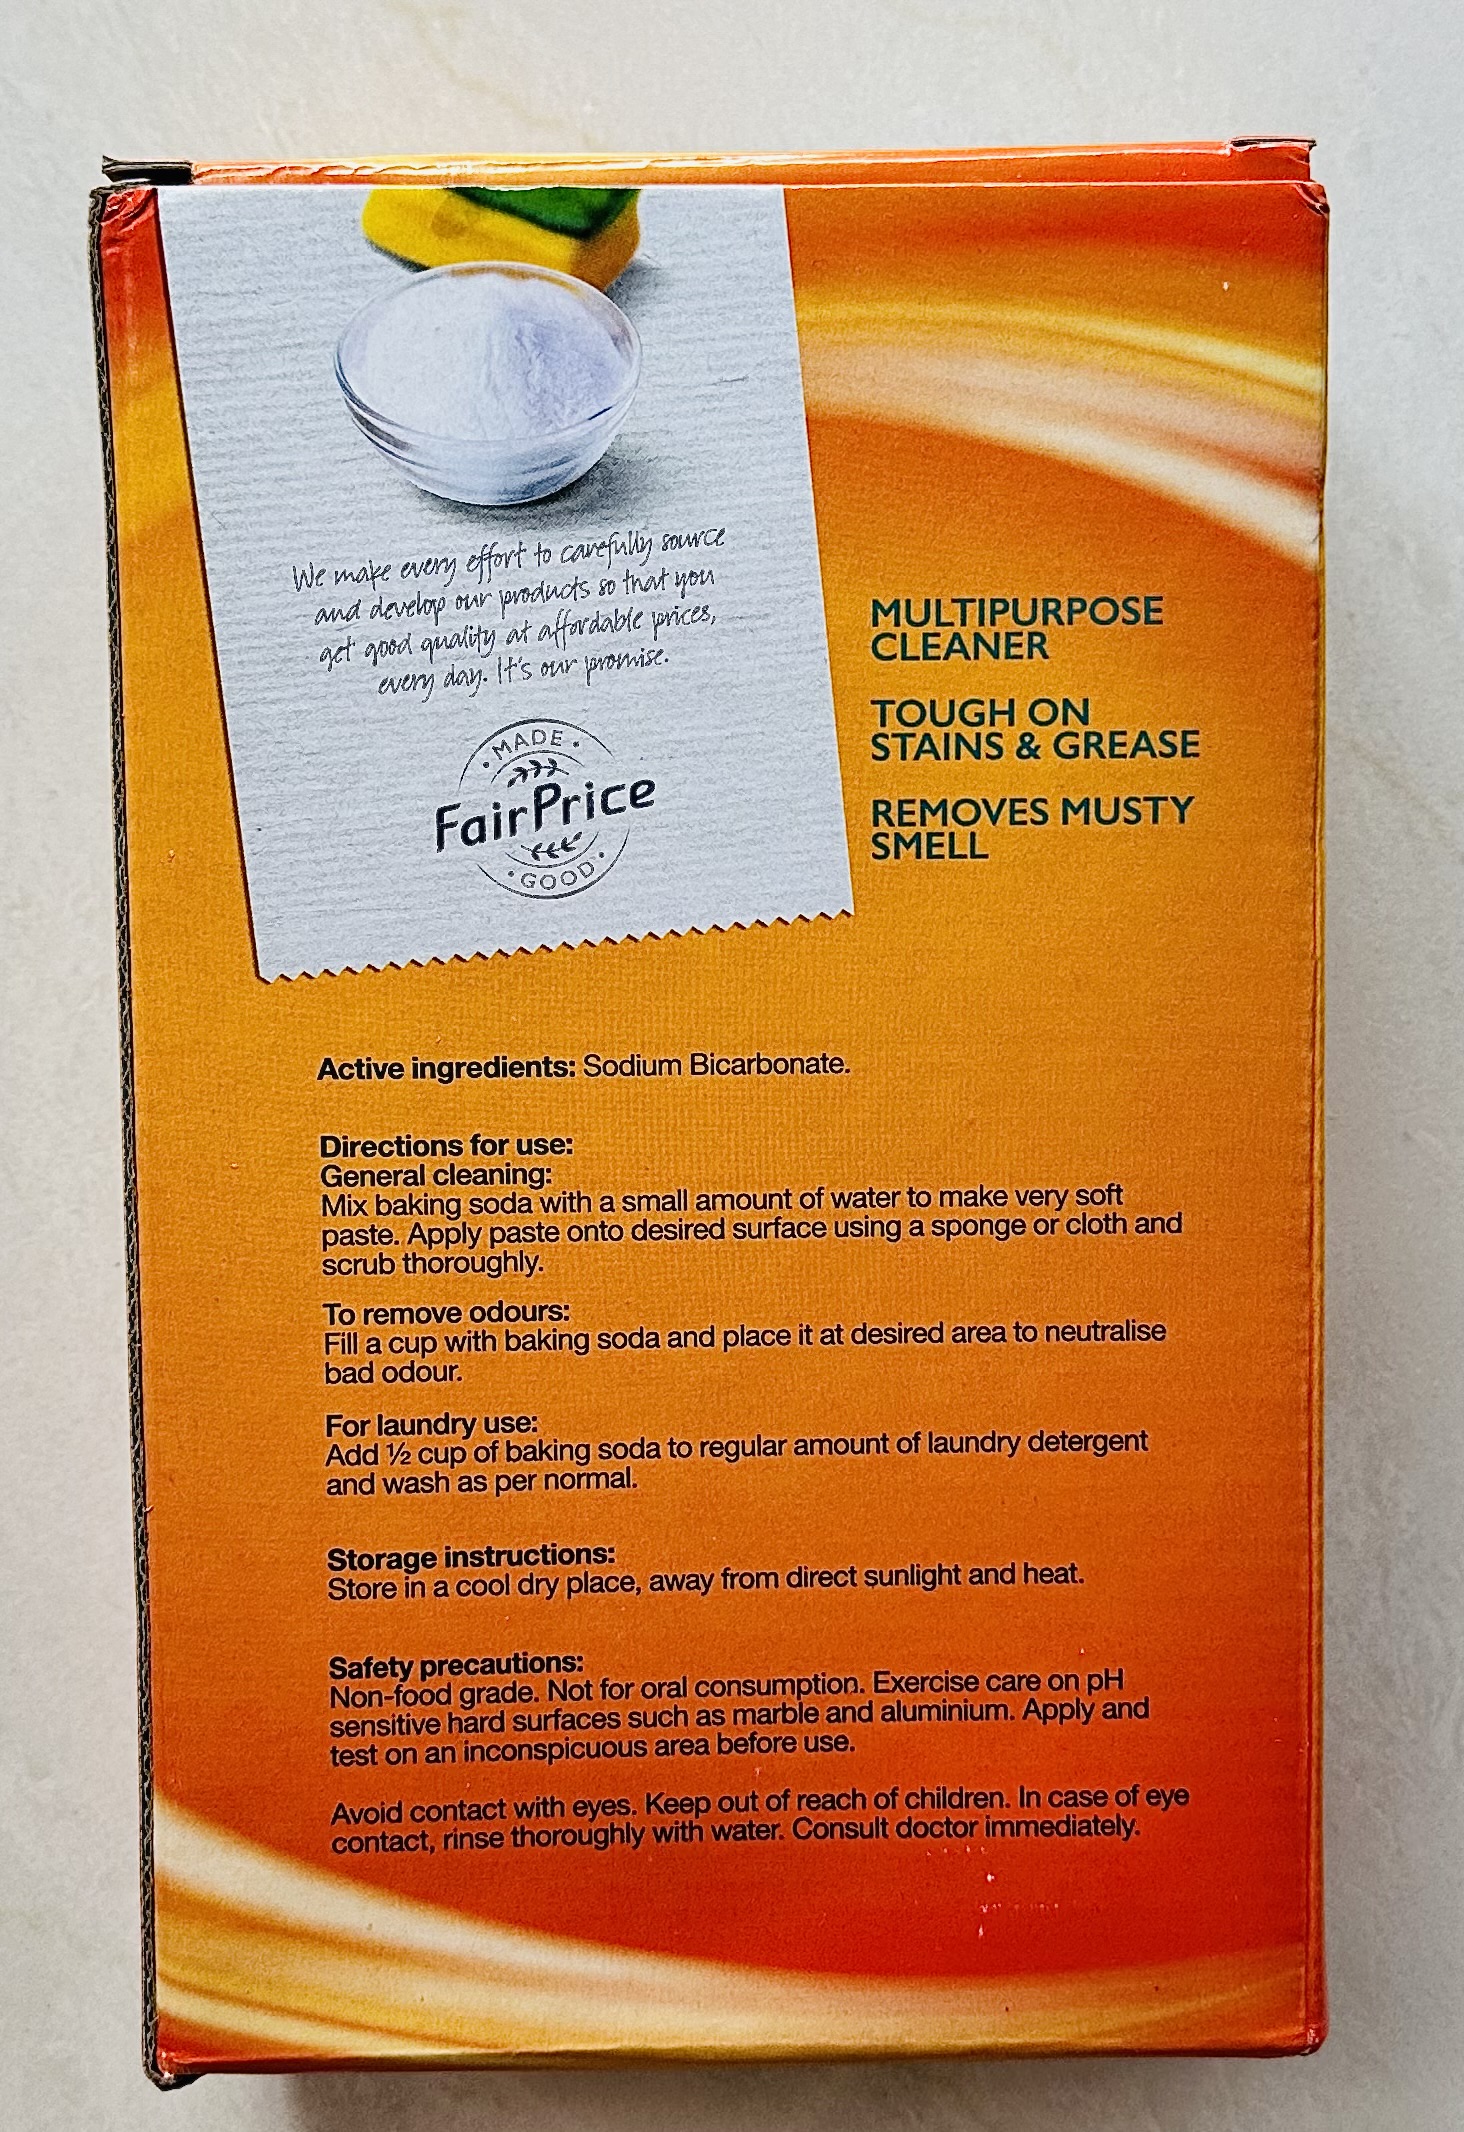 We make every effort to carefully source
and develop our products so that you
get good quality at affordable prices,
every day. It's our promise.
• MADE •
FairPrice
• GOOD •
MULTIPURPOSE
CLEANER
TOUGH ON
STAINS & GREASE
REMOVES MUSTY
SMELL
Active ingredients: Sodium Bicarbonate.
Directions for use:
General cleaning:
Mix baking soda with a small amount of water to make very soft
paste. Apply paste onto desired surface using a sponge or cloth and
scrub thoroughly.
To remove odours:
Fill a cup with baking soda and place it at desired area to neutralise
bad odour.
For laundry use:
Add ½ cup of baking soda to regular amount of laundry detergent
and wash as per normal.
Storage instructions:
Store in a cool dry place, away from direct sunlight and heat.
Safety precautions:
Non-food grade. Not for oral consumption. Exercise care on pH
sensitive hard surfaces such as marble and aluminium. Apply and
test on an inconspicuous area before use.
Avoid contact with eyes. Keep out of reach of children. In case of eye
contact, rinse thoroughly with water. Consult doctor immediately.